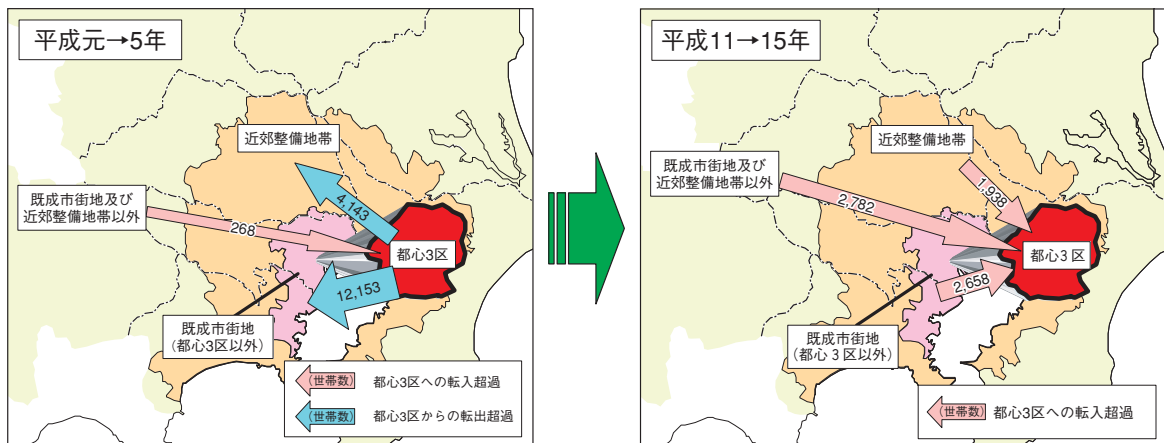 平成元→5年
近郊整備地帯
既成市街地及び
近郊整備地帯以外
4,143
268
都心3区
12,153
既成市街地
(都心3区以外)
(世帯数) 都心3区への転入超過
(世帯数) 都心3区からの転出超過
平成11→15年
近郊整備地帯
既成市街地及び
近郊整備地帯以外
1,938
2,782
都心3区
2,658
既成市街地
(都心3区以外)
(世帯数) 都心3区への転入超過